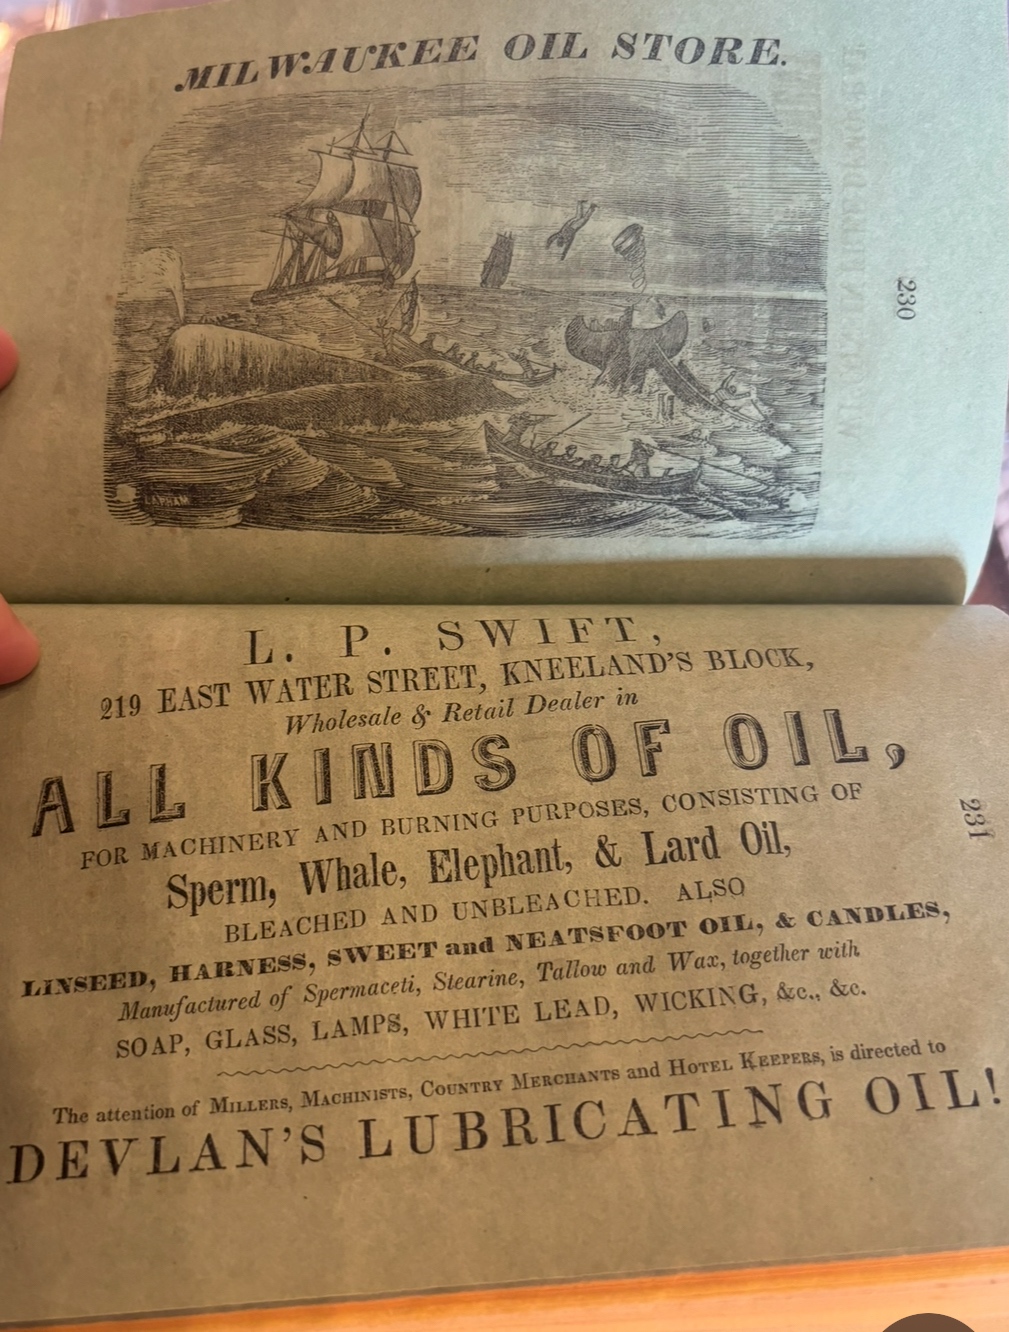 MILWAUKEE OIL STORE.
LAPHAM
230
L. P. SWIFT,
219 EAST WATER STREET, KNEELAND'S BLOCK,
Wholesale & Retail Dealer in
ALL KINDS OF OIL,
FOR MACHINERY AND BURNING PURPOSES, CONSISTING OF
Sperm, Whale, Elephant, & Lard Oil,
BLEACHED AND UNBLEACHED. ALSO
LINSEED, HARNESS, SWEET and NEATSFOOT OIL, & CANDLES,
Manufactured of Spermaceti, Stearine, Tallow and Wax, together with
SOAP, GLASS, LAMPS, WHITE LEAD, WICKING, &c., &c.
The attention of MILLERS, MACHINISTS, COUNTRY MERCHANTS and HOTEL KEEPERS, is directed to
DEVLAN'S LUBRICATING OIL!
231